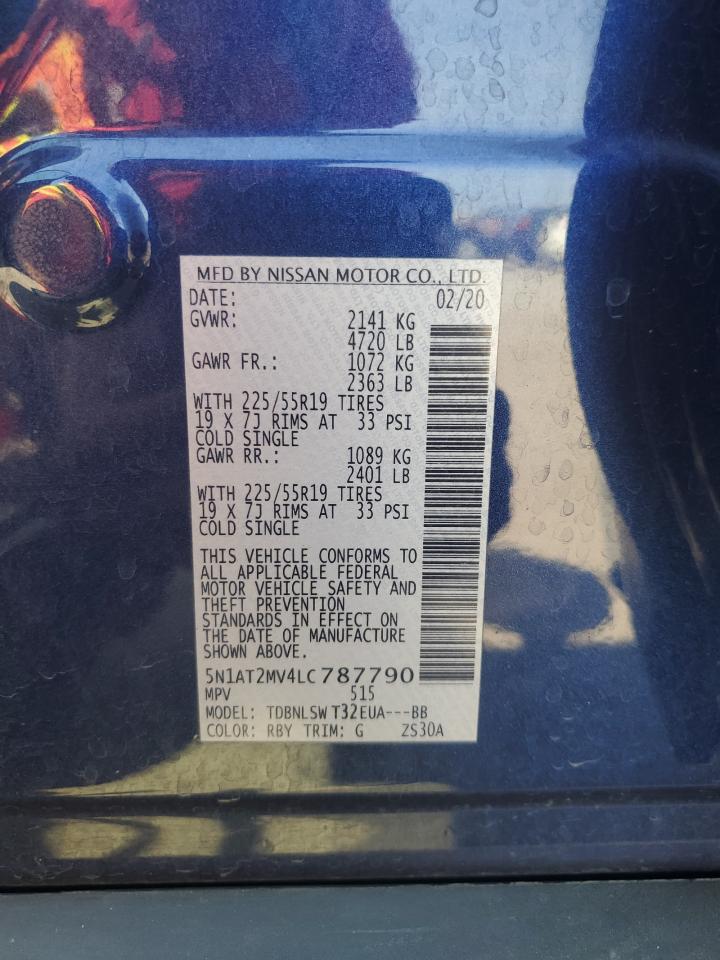 MFD BY NISSAN MOTOR CO., LTD.
DATE: 02/20
GVWR: 2141 KG
4720 LB
GAWR FR.: 1072 KG
2363 LB
WITH 225/55R19 TIRES
19 X 7J RIMS AT 33 PSI
COLD SINGLE
GAWR RR.: 1089 KG
2401 LB
WITH 225/55R19 TIRES
19 X 7J RIMS AT 33 PSI
COLD SINGLE
THIS VEHICLE CONFORMS TO
ALL APPLICABLE FEDERAL
MOTOR VEHICLE SAFETY AND
THEFT PREVENTION
STANDARDS IN EFFECT ON
THE DATE OF MANUFACTURE
SHOWN ABOVE.
5N1AT2MV4LC787790
MPV 515
MODEL: TDBNLSW T32EUA---BB
COLOR: RBY TRIM: G ZS30A